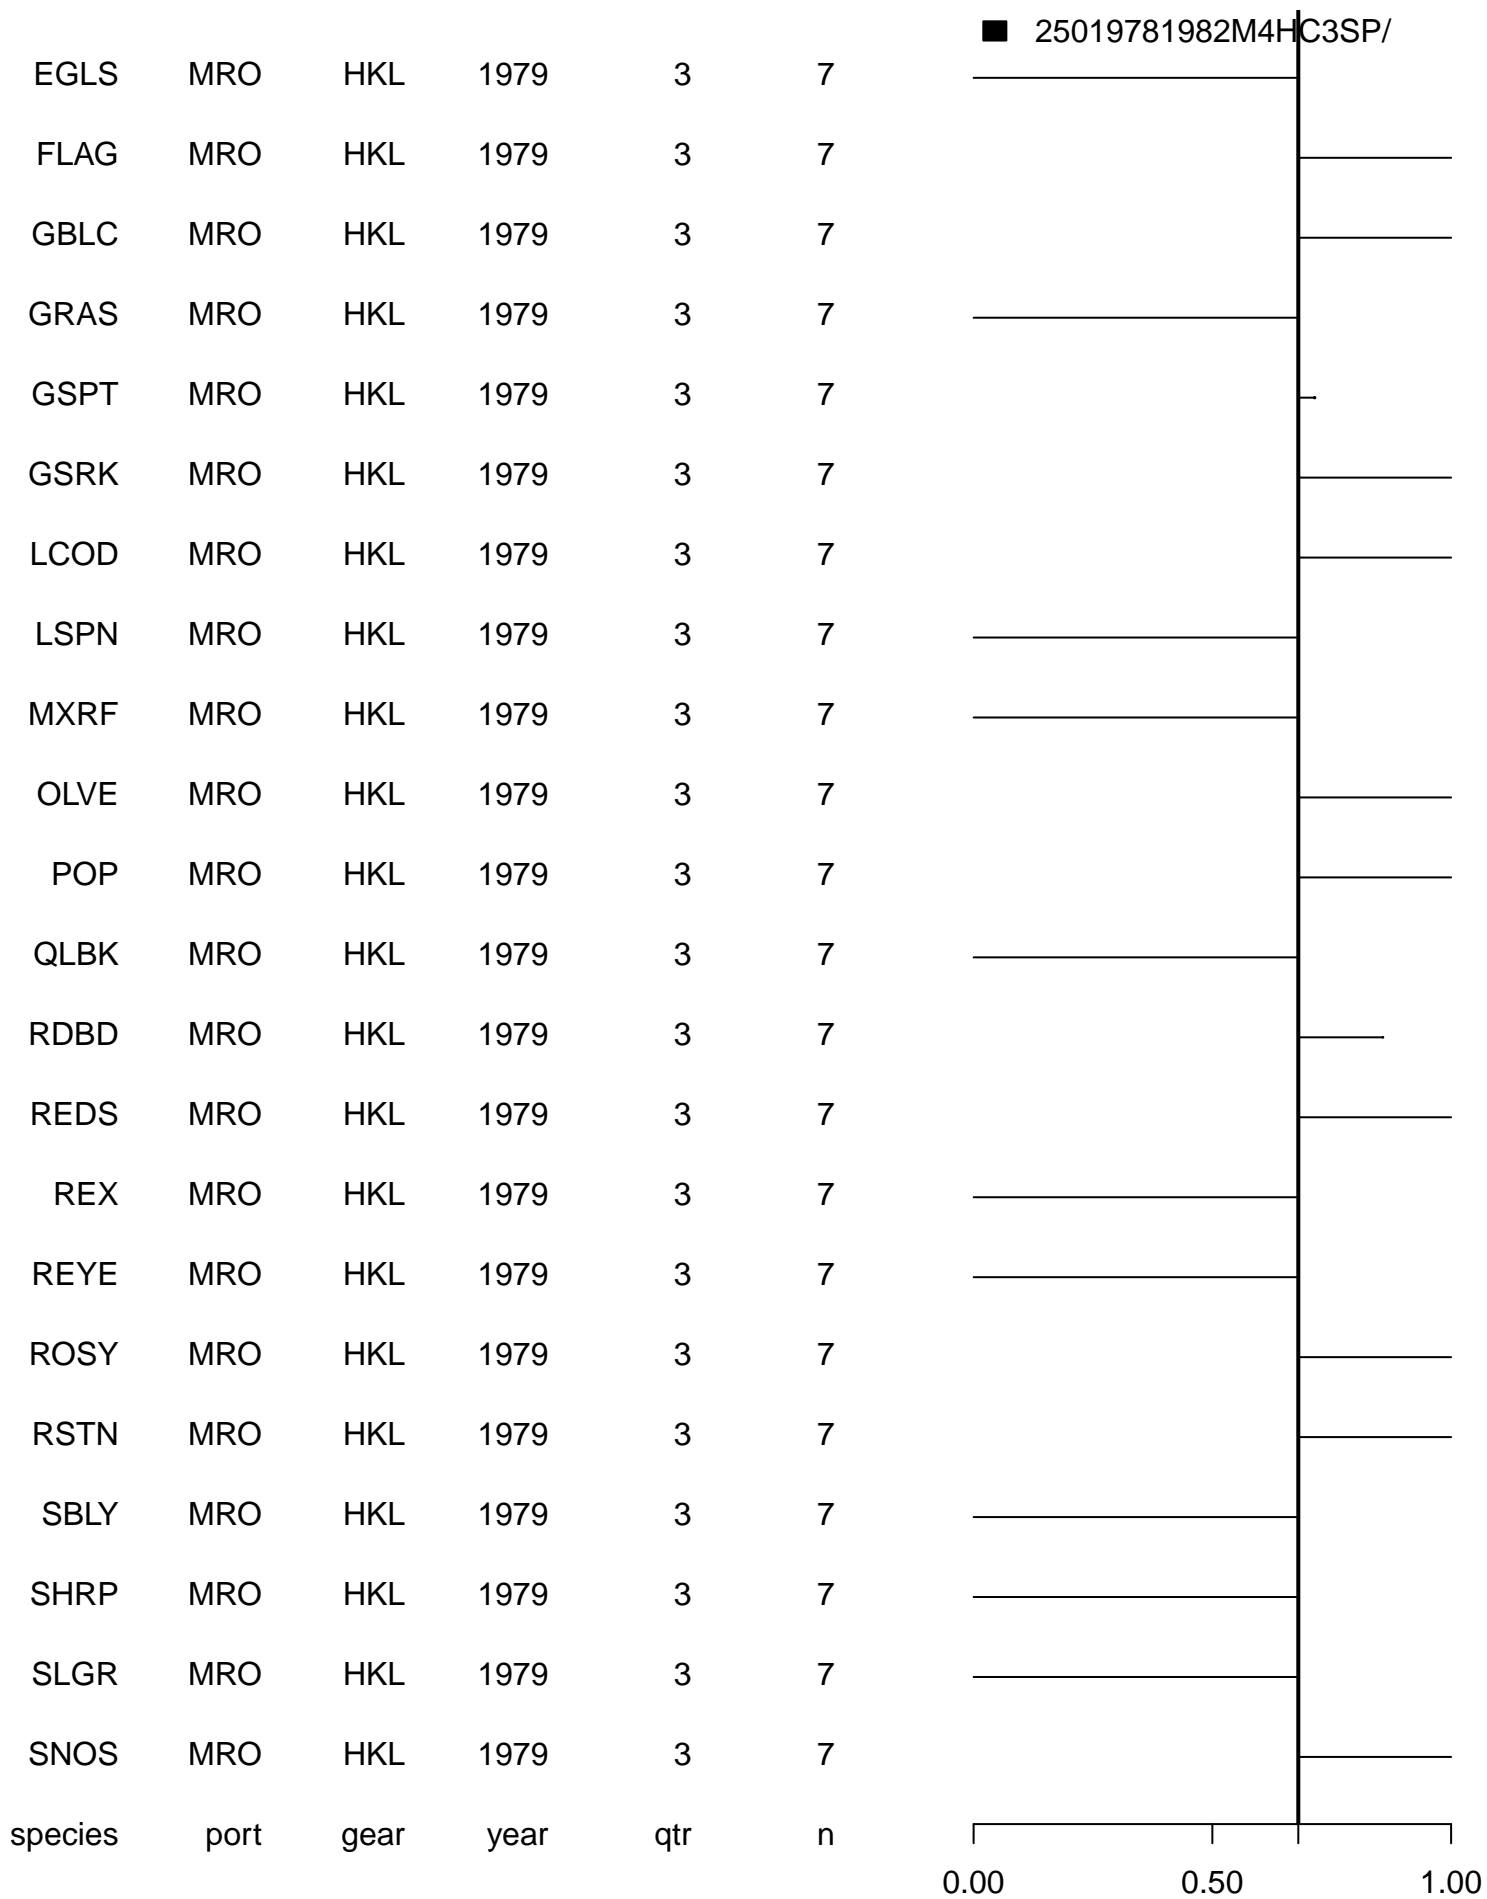 25019781982M4HC3SP/
EGLS MRO HKL 1979 3 7
FLAG MRO HKL 1979 3 7
GBLC MRO HKL 1979 3 7
GRAS MRO HKL 1979 3 7
GSPT MRO HKL 1979 3 7
GSRK MRO HKL 1979 3 7
LCOD MRO HKL 1979 3 7
LSPN MRO HKL 1979 3 7
MXRF MRO HKL 1979 3 7
OLVE MRO HKL 1979 3 7
POP MRO HKL 1979 3 7
QLBK MRO HKL 1979 3 7
RDBD MRO HKL 1979 3 7
REDS MRO HKL 1979 3 7
REX MRO HKL 1979 3 7
REYE MRO HKL 1979 3 7
ROSY MRO HKL 1979 3 7
RSTN MRO HKL 1979 3 7
SBLY MRO HKL 1979 3 7
SHRP MRO HKL 1979 3 7
SLGR MRO HKL 1979 3 7
SNOS MRO HKL 1979 3 7
species port gear year qtr n
0.00 0.50 1.00